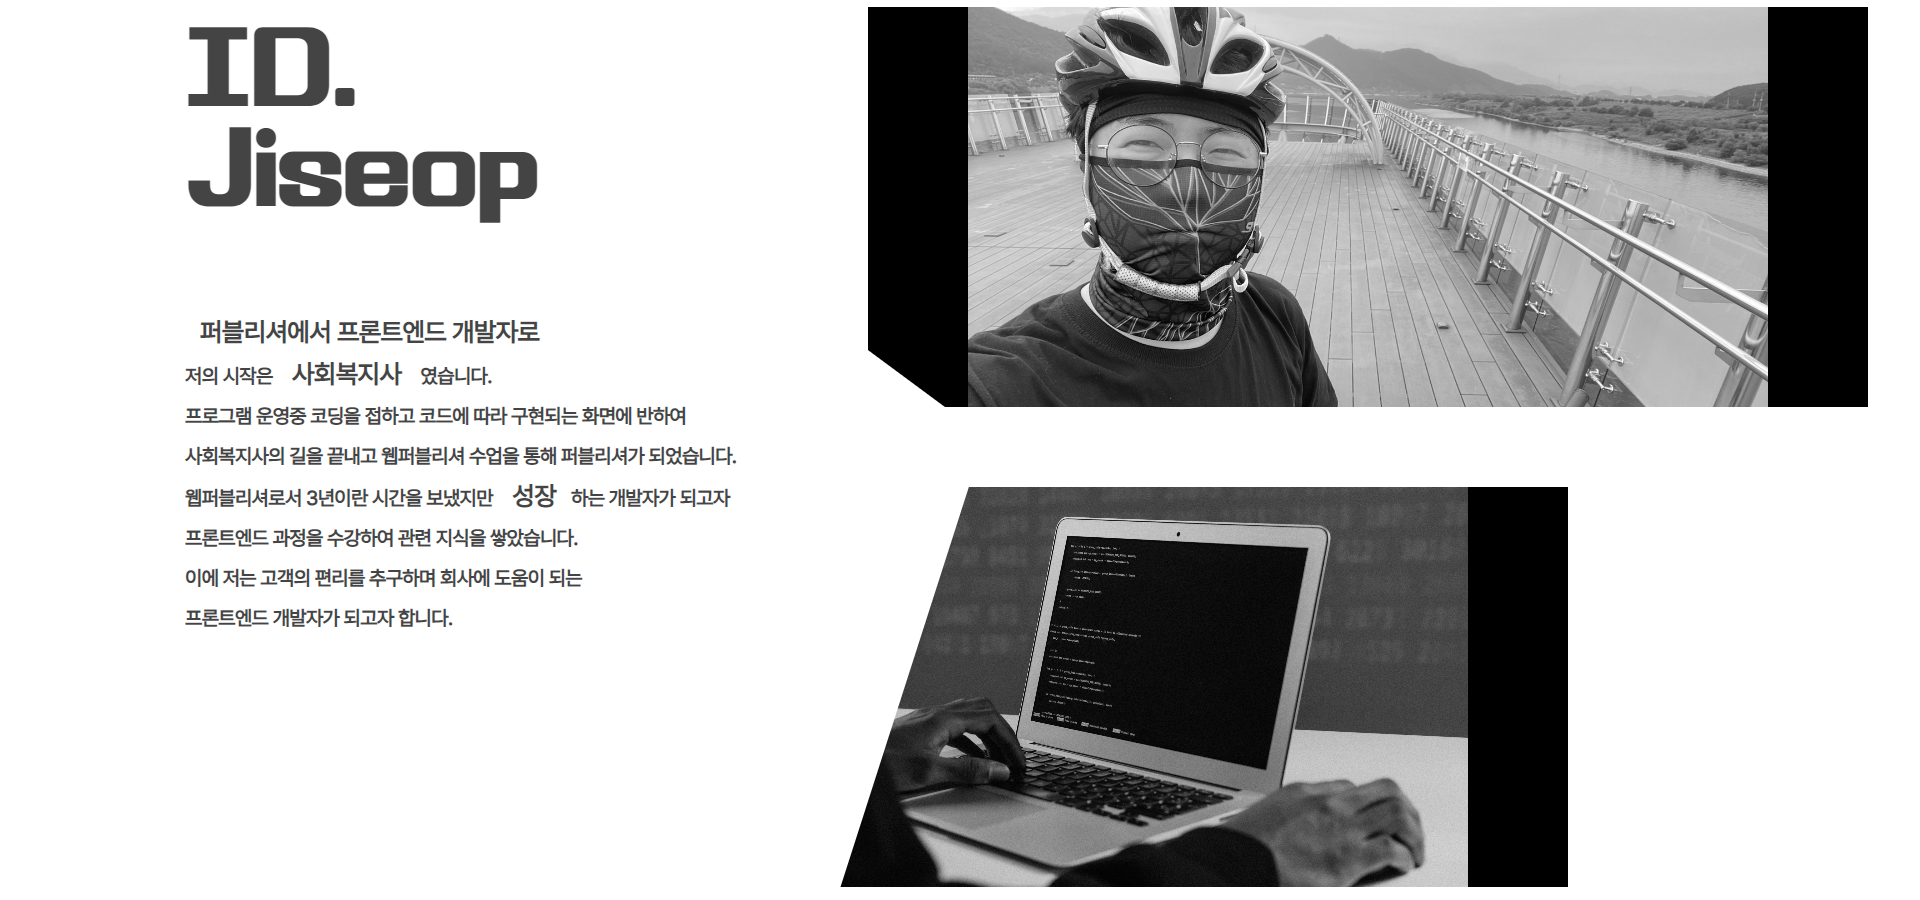 ID.
Jiseop
퍼블리셔에서 프론트엔드 개발자로
저의 시작은 사회복지사 였습니다.
프로그램 운영중 코딩을 접하고 코드에 따라 구현되는 화면에 반하여
사회복지사의 길을 끝내고 웹퍼블리셔 수업을 통해 퍼블리셔가 되었습니다.
웹퍼블리셔로서 3년이란 시간을 보냈지만 성장 하는 개발자가 되고자
프론트엔드 과정을 수강하여 관련 지식을 쌓았습니다.
이에 저는 고객의 편리를 추구하며 회사에 도움이 되는
프론트엔드 개발자가 되고자 합니다.